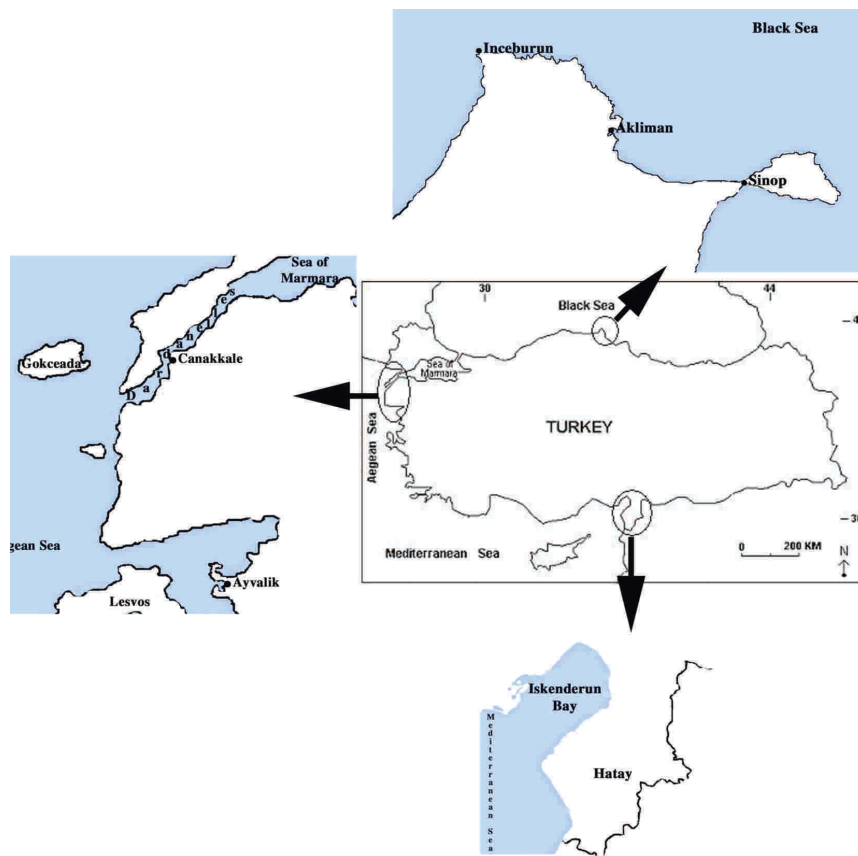 Black Sea
Inceburun
Akliman
Sinop
Sea of
Marmara
Dardanelles
Gokceada
Canakkale
gean Sea
Ayvalik
Lesvos
30
44
Black Sea
Sea of
Marmara
Aegean Sea
TURKEY
Mediterranean Sea
0 200 KM
N
Iskenderun
Bay
Mediterranean Sea
Hatay